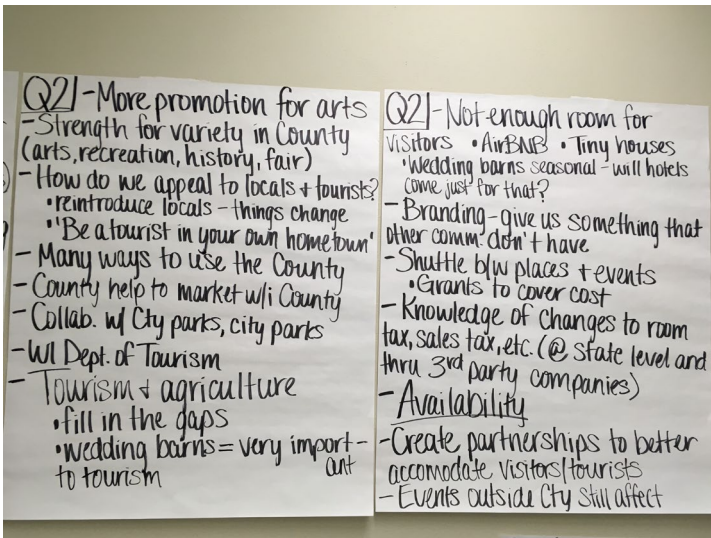 Q2 - More promotion for arts
- Strength for variety in County
(arts, recreation, history, fair)
- How do we appeal to locals + tourists?
• reintroduce locals - things change
• "Be a tourist in your own hometown"
- Many ways to use the County
- County help to market w/i County
- Collab. w/ Cty parks, city parks
- WI Dept. of Tourism
- Tourism + agriculture
• fill in the gaps
• wedding barns = very import-
ant
to tourism
Q2 - Not enough room for
visitors • AirBNB • Tiny houses
• Wedding barns seasonal - will hotels
come just for that?
- Branding - give us something that
other comm. don't have
- Shuttle b/w places + events
• Grants to cover cost
- Knowledge of changes to room
tax, sales tax, etc. (@ state level and
thru 3rd party companies)
- Availability
- Create partnerships to better
accomodate visitors/tourists
- Events outside Cty still affect